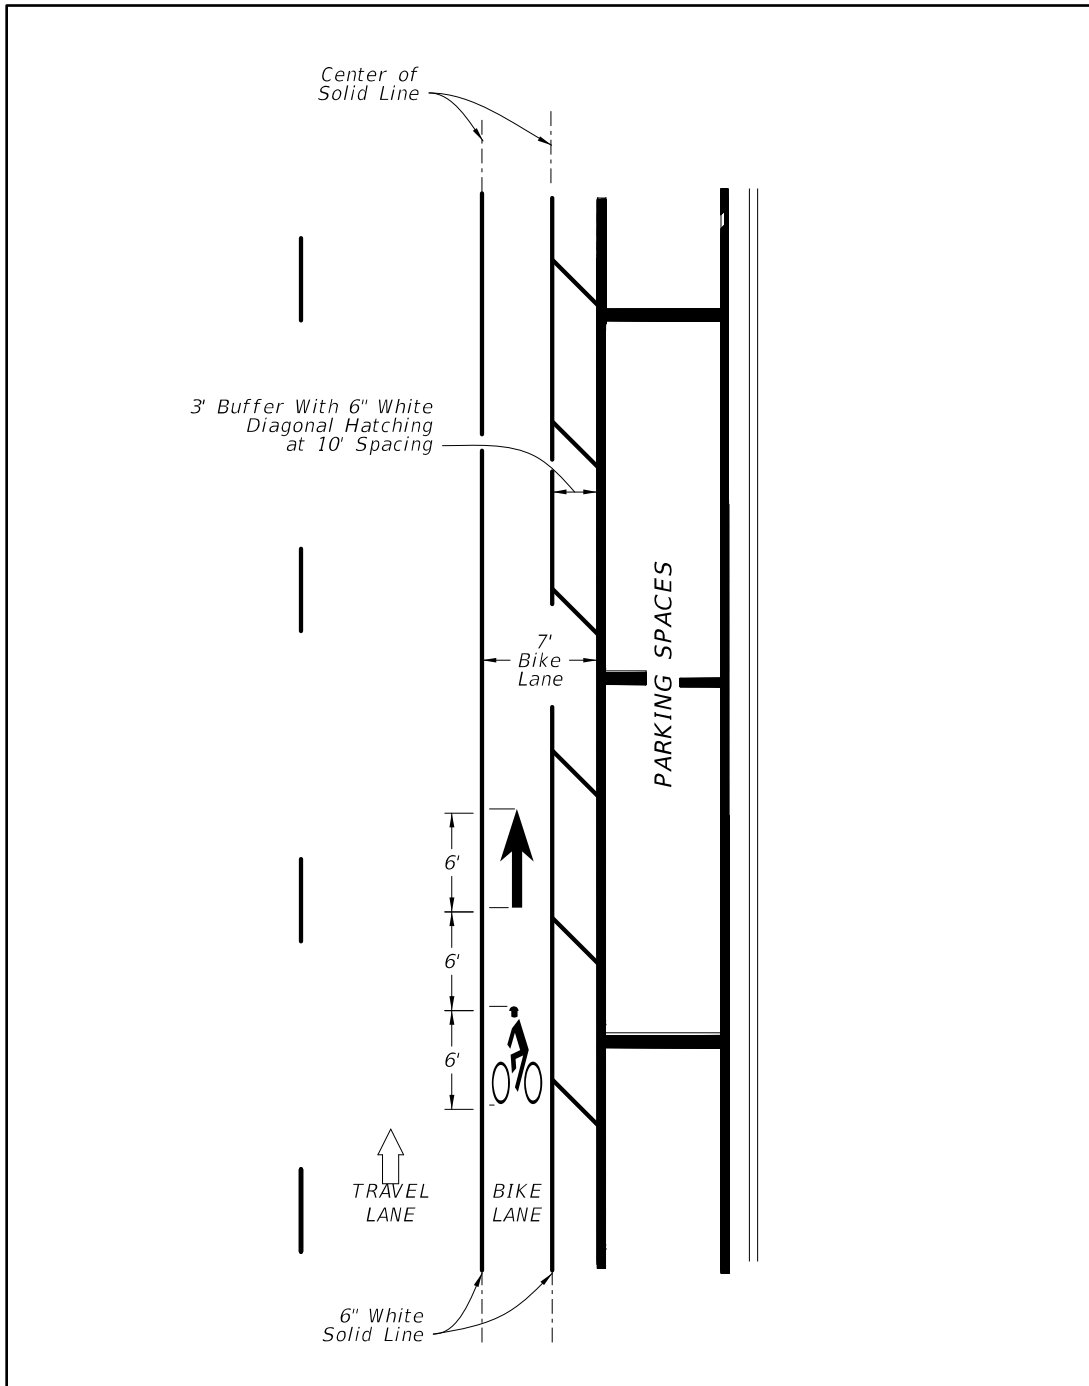 Center of
Solid Line
3' Buffer With 6" White
Diagonal Hatching
at 10' Spacing
PARKING SPACES
7'
Bike
Lane
6'
6'
6'
TRAVEL
LANE
BIKE
LANE
6" White
Solid Line